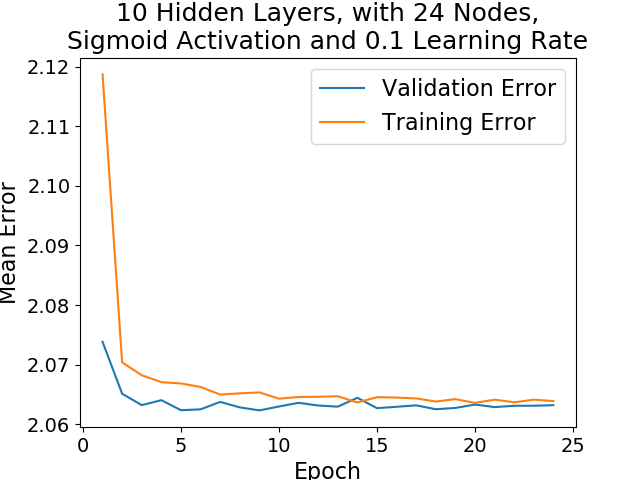 10 Hidden Layers, with 24 Nodes,
Sigmoid Activation and 0.1 Learning Rate
Validation Error
Training Error
Mean Error
2.12
2.11
2.10
2.09
2.08
2.07
2.06
0
5
10
15
20
25
Epoch